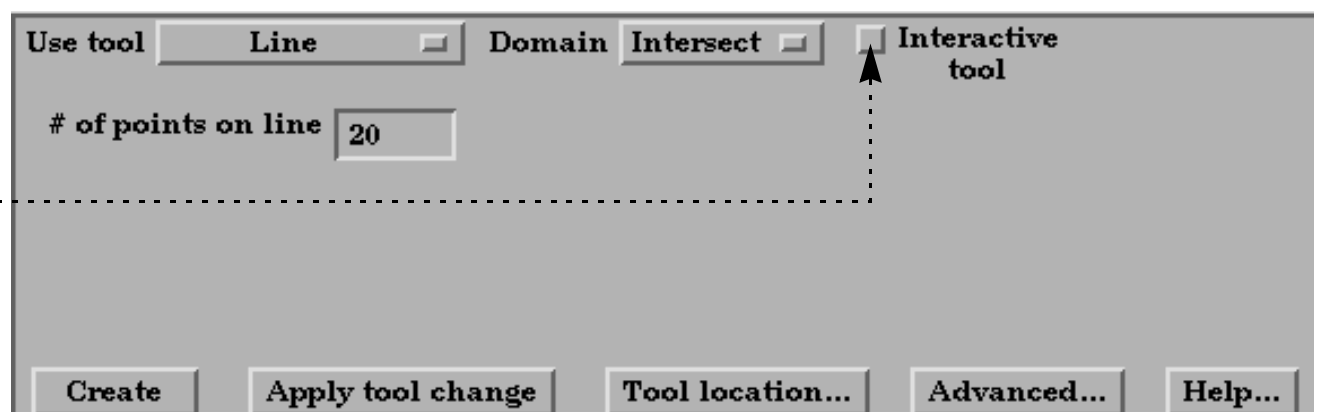 Use tool Line Domain Intersect Interactive
tool
# of points on line 20
Create Apply tool change Tool location... Advanced... Help...